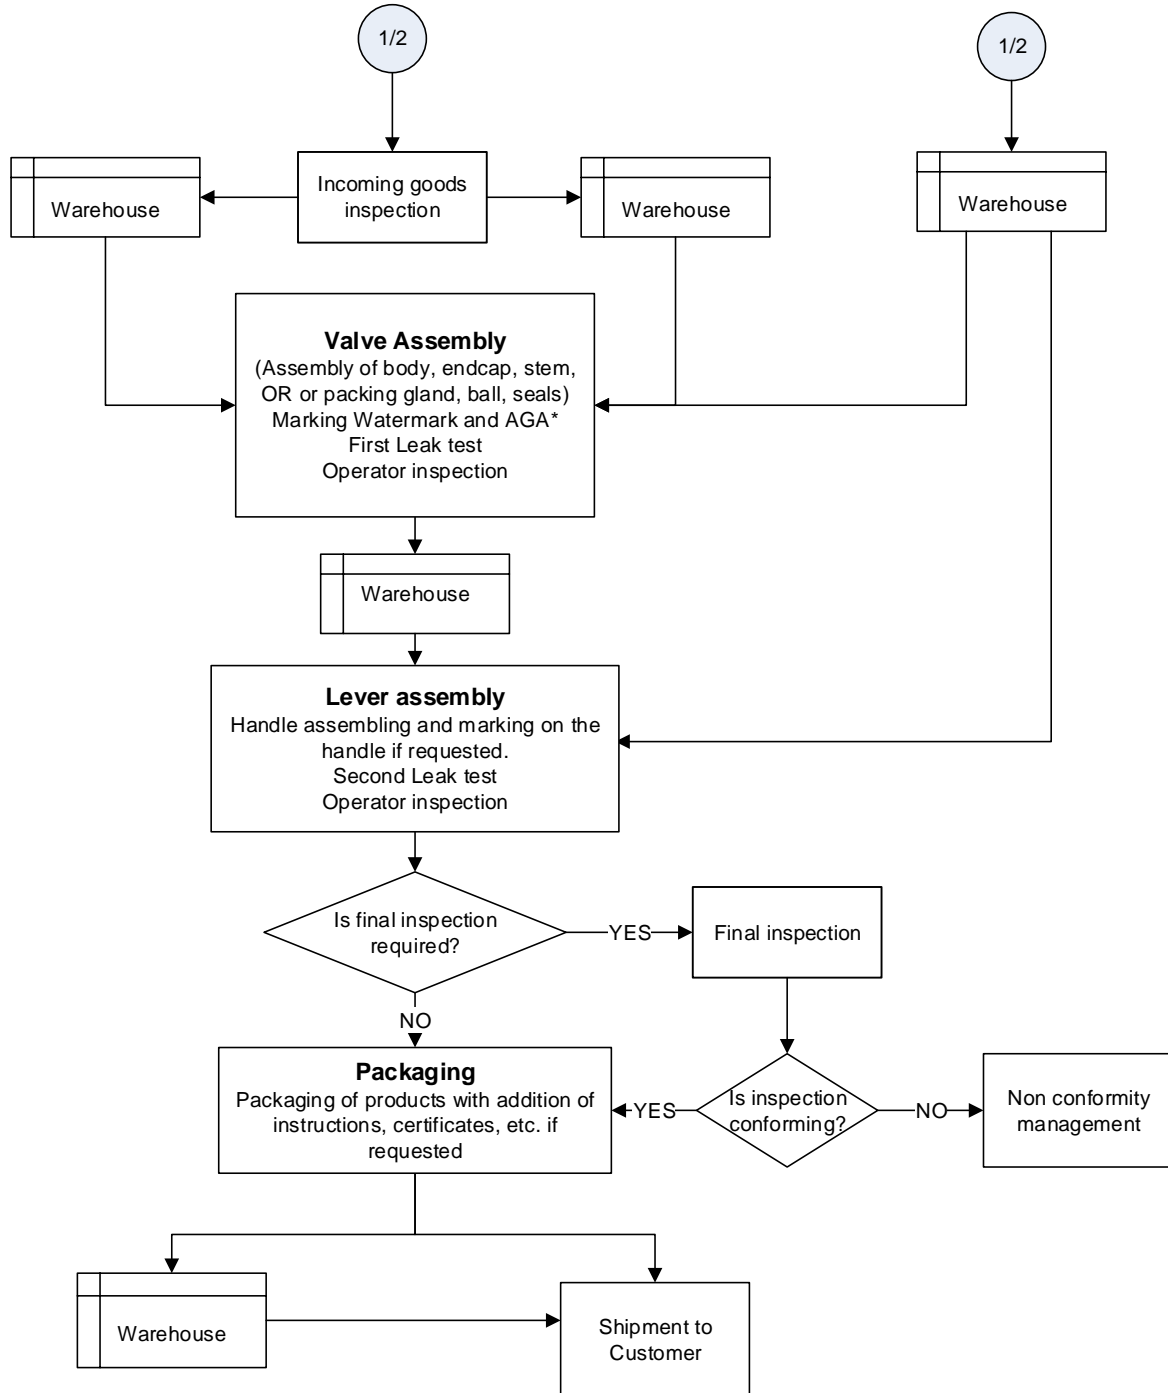 1/2
1/2
Warehouse
Incoming goods
inspection
Warehouse
Warehouse
Valve Assembly
(Assembly of body, endcap, stem,
OR or packing gland, ball, seals)
Marking Watermark and AGA*
First Leak test
Operator inspection
Warehouse
Lever assembly
Handle assembling and marking on the
handle if requested.
Second Leak test
Operator inspection
Is final inspection
required?
YES
Final inspection
NO
Packaging
Packaging of products with addition of
instructions, certificates, etc. if
requested
YES
Is inspection
conforming?
NO
Non conformity
management
Warehouse
Shipment to
Customer